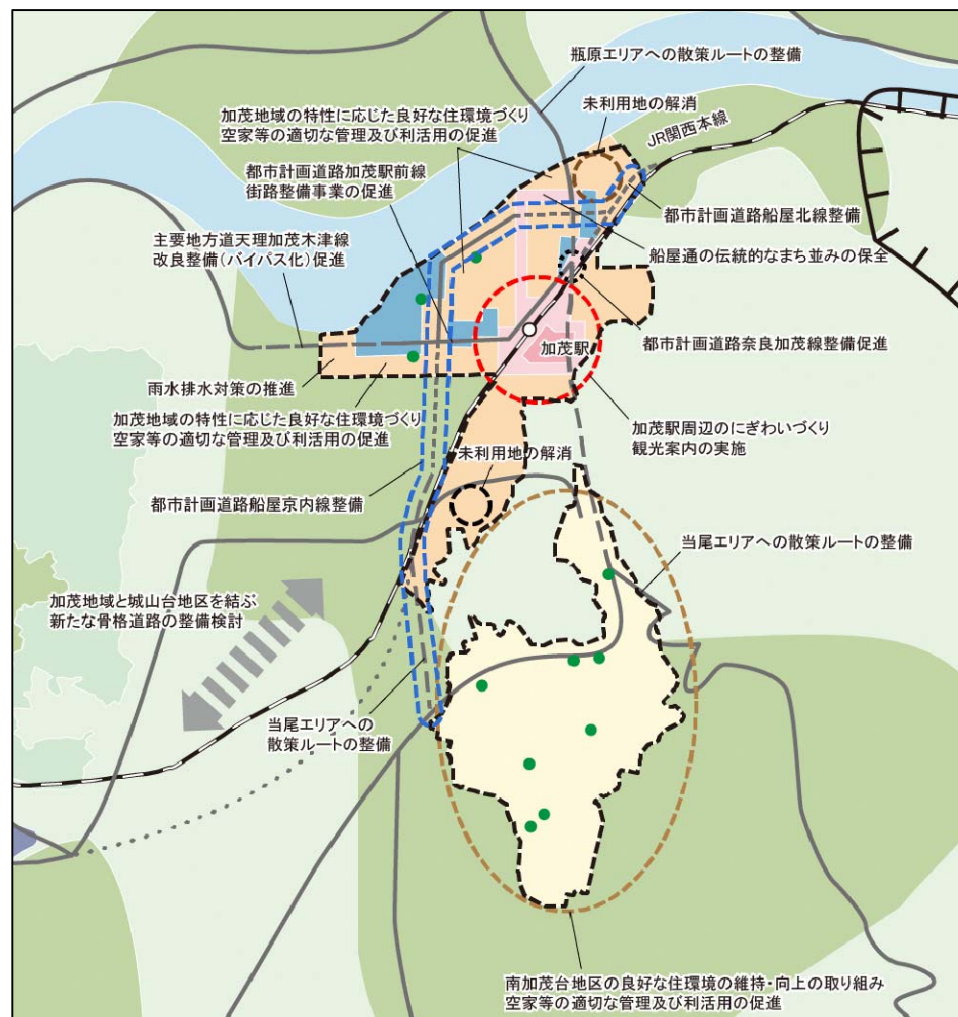 瓶原エリアへの散策ルートの整備
加茂地域の特性に応じた良好な住環境づくり
空家等の適切な管理及び利活用の促進
未利用地の解消
JR関西本線
都市計画道路加茂駅前線
街路整備事業の促進
都市計画道路船屋北線整備
主要地方道天理加茂木津線
改良整備(バイパス化)促進
船屋通の伝統的なまち並みの保全
加茂駅
都市計画道路奈良加茂線整備促進
雨水排水対策の推進
加茂地域の特性に応じた良好な住環境づくり
空家等の適切な管理及び利活用の促進
加茂駅周辺のにぎわいづくり
観光案内の実施
未利用地の解消
都市計画道路船屋京内線整備
当尾エリアへの散策ルートの整備
加茂地域と城山台地区を結ぶ
新たな骨格道路の整備検討
当尾エリアへの
散策ルートの整備
南加茂台地区の良好な住環境の維持・向上の取り組み
空家等の適切な管理及び利活用の促進